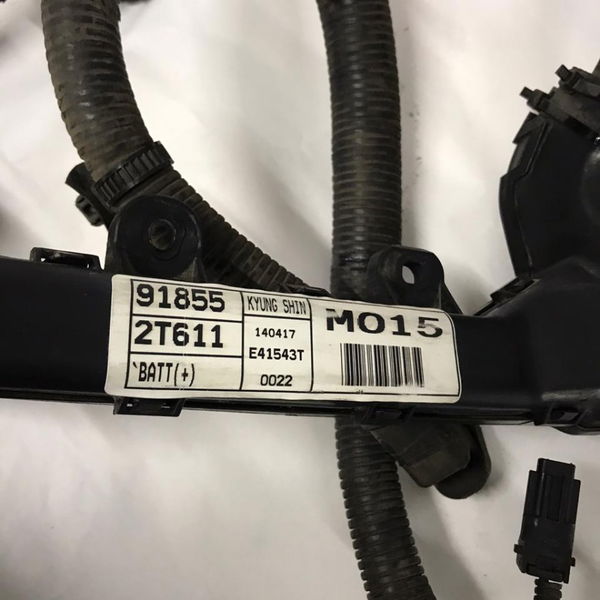 91855
2T611
`BATT(+)
KYUNG SHIN
140417
E41543T
0022
M015